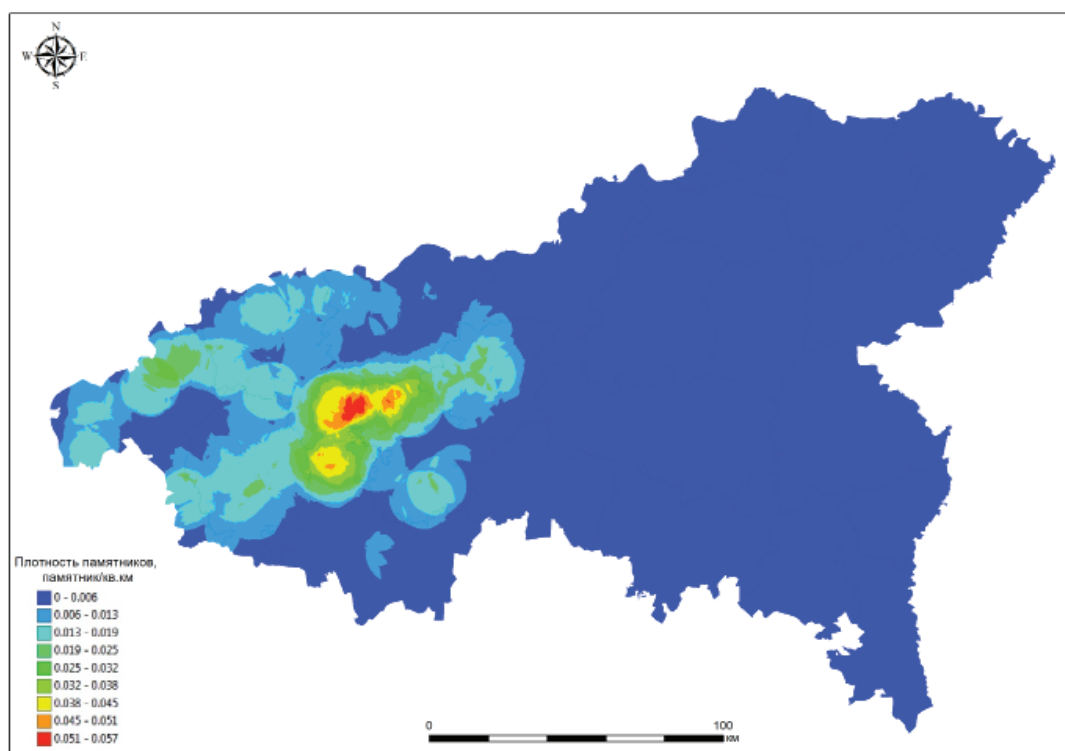 N
W E
S
Плотность памятников,
памятник/кв.км
0 - 0.006
0.006 - 0.013
0.013 - 0.019
0.019 - 0.025
0.025 - 0.032
0.032 - 0.038
0.038 - 0.045
0.045 - 0.051
0.051 - 0.057
0 100
км